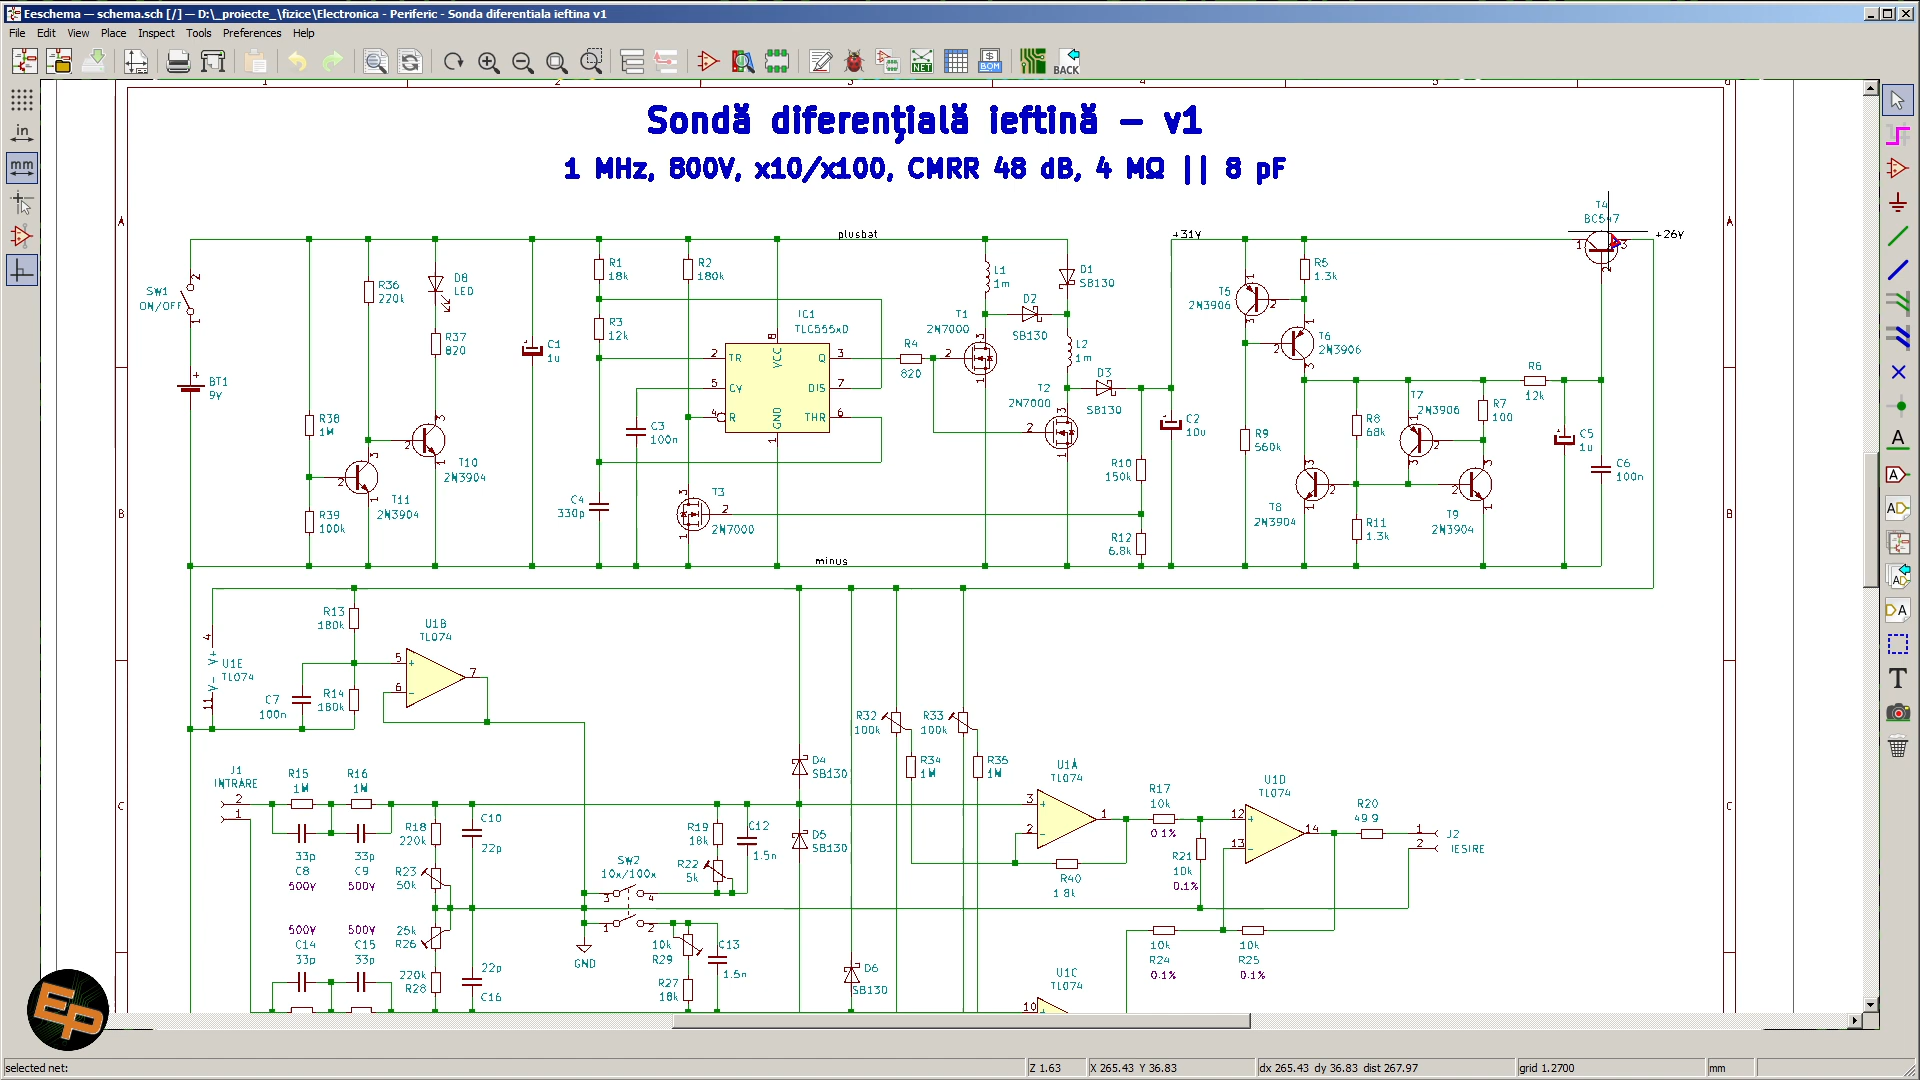 Eeschema — schema.sch [/] — D:\_proiecte_\fizice\Electronica - Periferic - Sonda diferentiala ieftina v1
File Edit View Place Inspect Tools Preferences Help
NET BOM BACK
in
mm
Sondă diferențială ieftină – v1
1 MHz, 800V, x10/x100, CMRR 48 dB, 4 MΩ || 8 pF
plusbat
+31V
T4
BC547
+26V
SW1
ON/OFF
BT1
9V
R36
220k
D8
LED
R37
820
R38
1M
R39
100k
T11
2N3904
T10
2N3904
C1
1u
R1
18k
R3
12k
C4
330p
R2
180k
IC1
TLC555xD
TR
CV
R
VCC
GND
Q
DIS
THR
C3
100n
T3
2N7000
R4
820
T1
2N7000
L1
1m
D1
SB130
D2
SB130
L2
1m
T2
2N7000
D3
SB130
R10
150k
R12
6.8k
C2
10u
minus
T5
2N3906
R5
1.3k
T6
2N3906
R9
560k
T8
2N3904
R8
68k
R11
1.3k
T7
2N3906
R7
100
T9
2N3904
R6
12k
C5
1u
C6
100n
R13
180k
R14
180k
C7
100n
U1E
TL074
V+
V-
U1B
TL074
J1
INTRARE
R15
1M
R16
1M
33p
C8
500V
33p
C9
500V
500V
C14
33p
500V
C15
33p
R18
220k
R23
50k
25k
R26
220k
R28
C10
22p
22p
C16
SW2
10x/100x
GND
R19
18k
R22
5k
C12
1.5n
10k
R29
R27
18k
C13
1.5n
D4
SB130
D5
SB130
D6
SB130
R32
100k
R33
100k
R34
1M
R35
1M
U1A
TL074
R40
1.8k
R17
10k
0.1%
R21
10k
0.1%
U1D
TL074
R20
49.9
J2
IESIRE
10k
R24
0.1%
10k
R25
0.1%
U1C
TL074
EP
selected net:
Z 1.63
X 265.43 Y 36.83
dx 265.43 dy 36.83 dist 267.97
grid 1.2700
mm